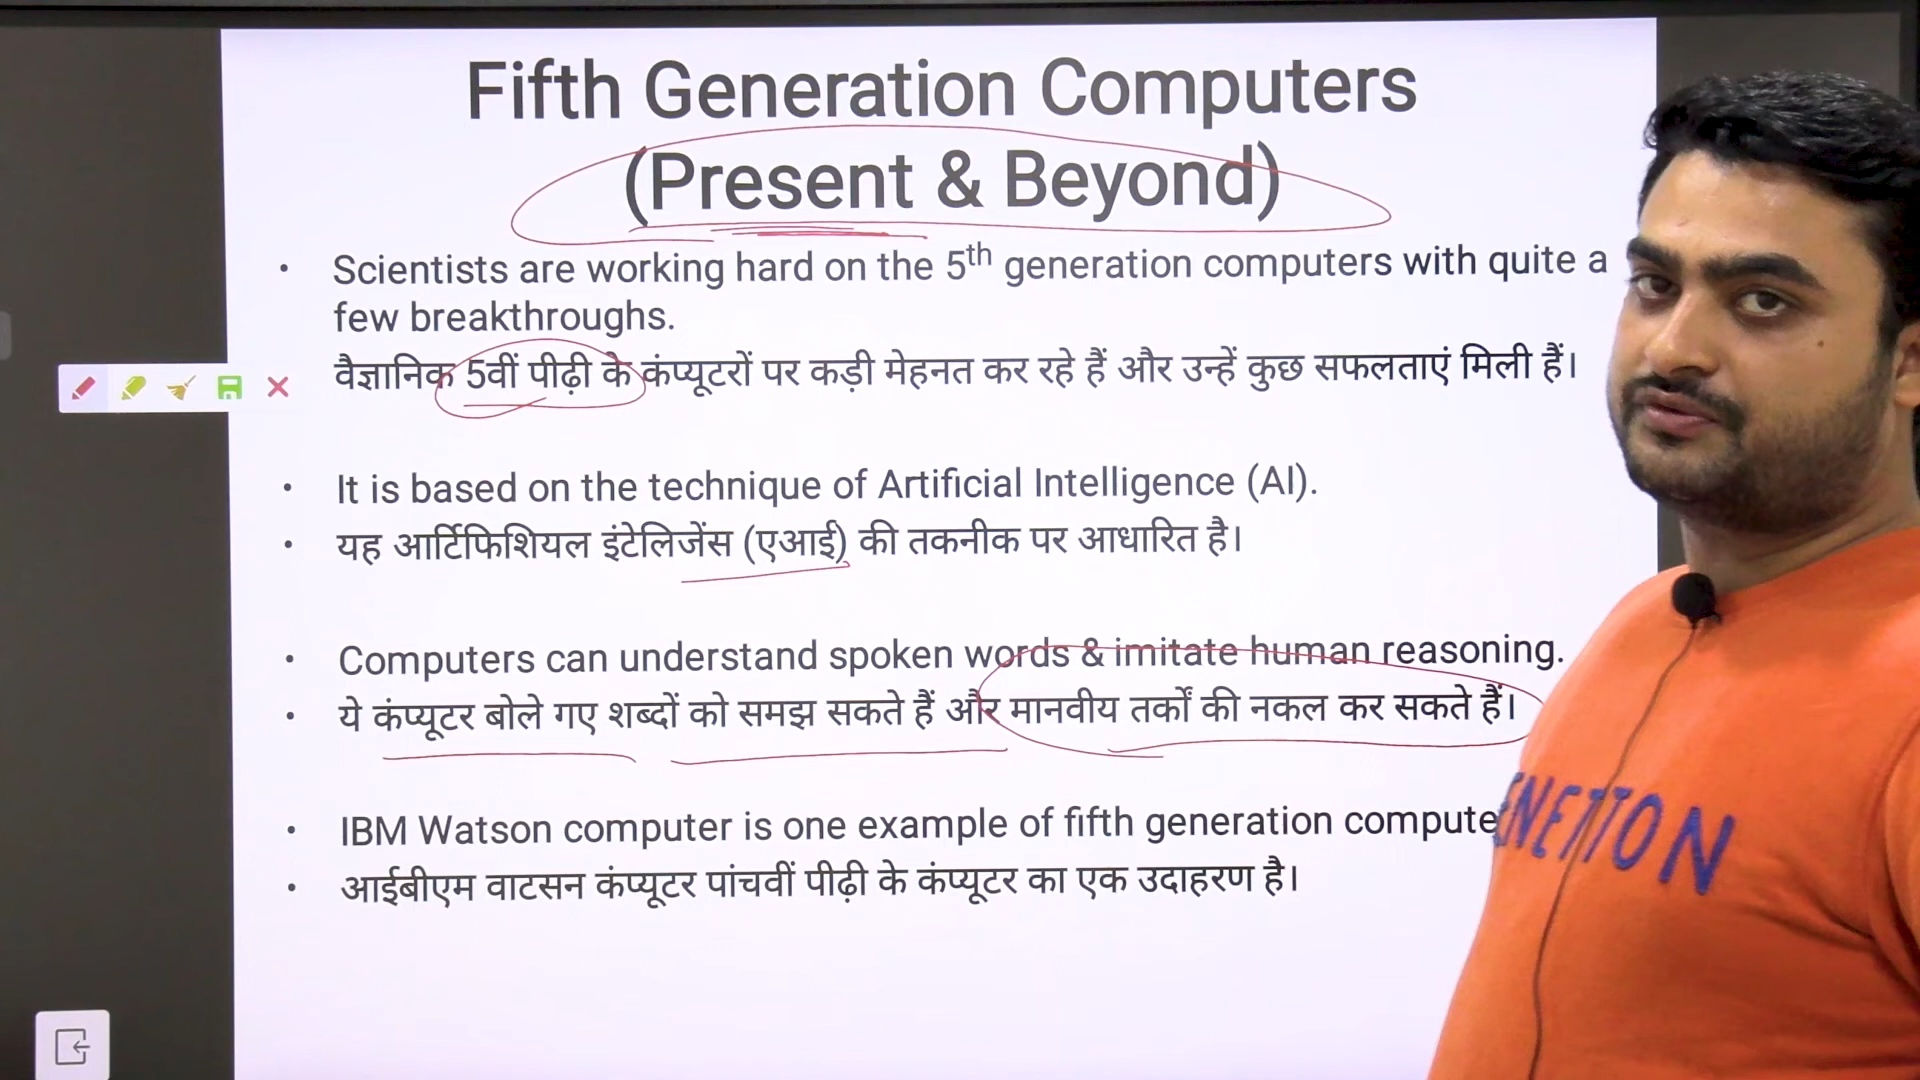 Fifth Generation Computers
(Present & Beyond)
• Scientists are working hard on the 5th generation computers with quite a
few breakthroughs.
वैज्ञानिक 5वीं पीढ़ी के कंप्यूटरों पर कड़ी मेहनत कर रहे हैं और उन्हें कुछ सफलताएं मिली हैं।
• It is based on the technique of Artificial Intelligence (AI).
• यह आर्टिफिशियल इंटेलिजेंस (एआई) की तकनीक पर आधारित है।
• Computers can understand spoken words & imitate human reasoning.
• ये कंप्यूटर बोले गए शब्दों को समझ सकते हैं और मानवीय तर्कों की नकल कर सकते हैं।
• IBM Watson computer is one example of fifth generation compute
• आईबीएम वाटसन कंप्यूटर पांचवीं पीढ़ी के कंप्यूटर का एक उदाहरण है।
ENETTON